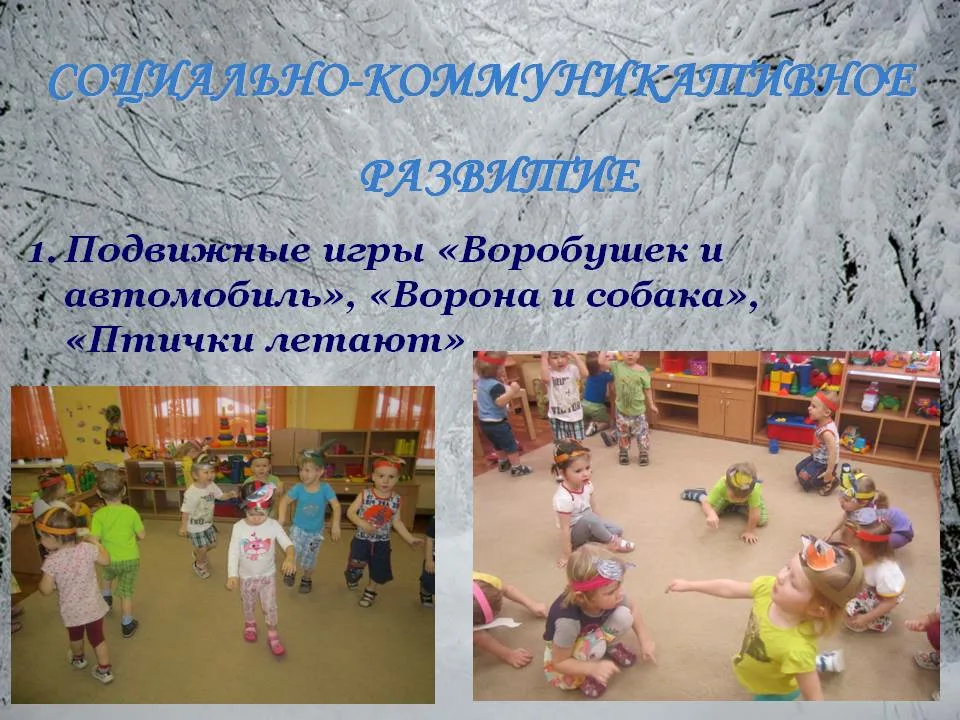 СОЦИАЛЬНО-КОММУНИКАТИВНОЕ
РАЗВИТИЕ
1. Подвижные игры «Воробушек и
автомобиль», «Ворона и собака»,
«Птички летают»